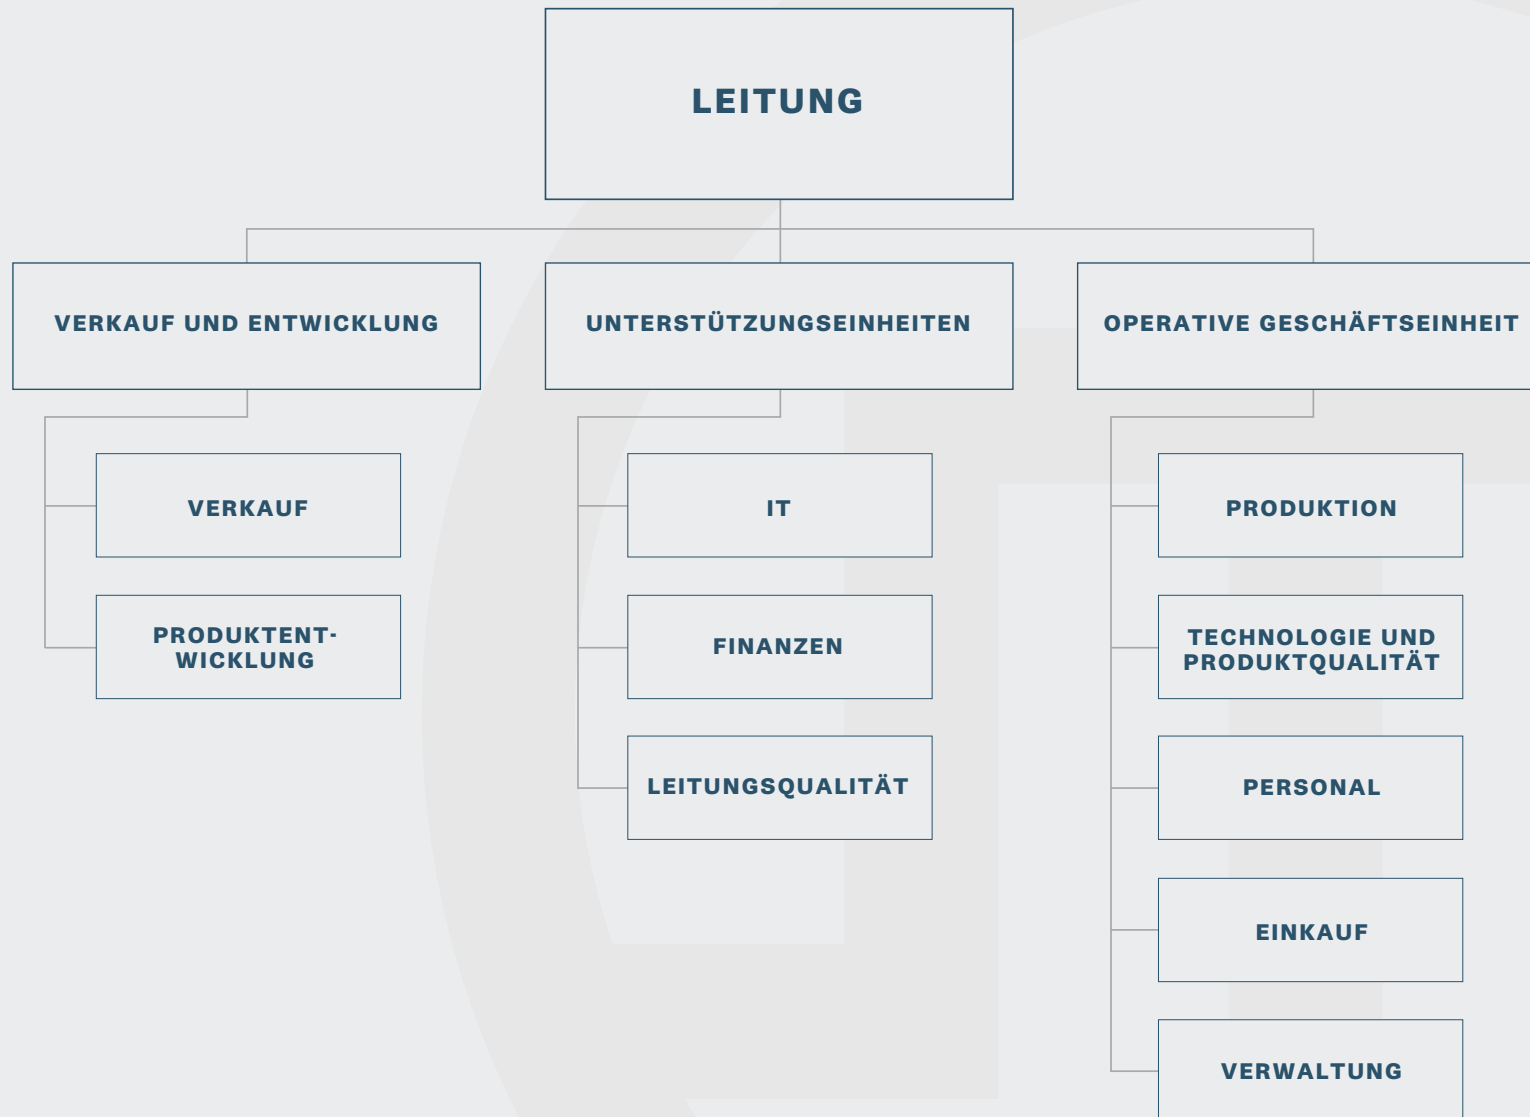 LEITUNG
VERKAUF UND ENTWICKLUNG
UNTERSTÜTZUNGSEINHEITEN
OPERATIVE GESCHÄFTSEINHEIT
VERKAUF
PRODUKTENT-
WICKLUNG
IT
FINANZEN
LEITUNGSQUALITÄT
PRODUKTION
TECHNOLOGIE UND
PRODUKTQUALITÄT
PERSONAL
EINKAUF
VERWALTUNG